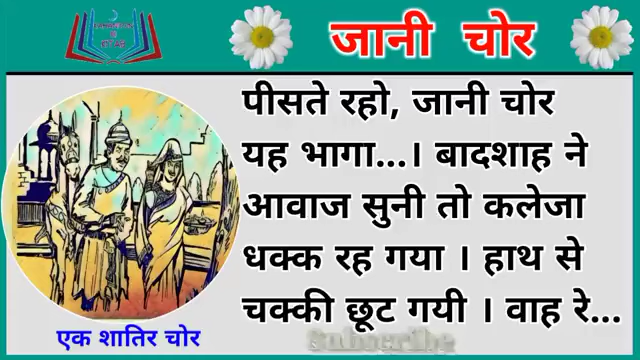 जानी चोर
पीसते रहो, जानी चोर
यह भागा...। बादशाह ने
आवाज सुनी तो कलेजा
धक्क रह गया । हाथ से
चक्की छूट गयी । वाह रे...
एक शातिर चोर
Subscribe